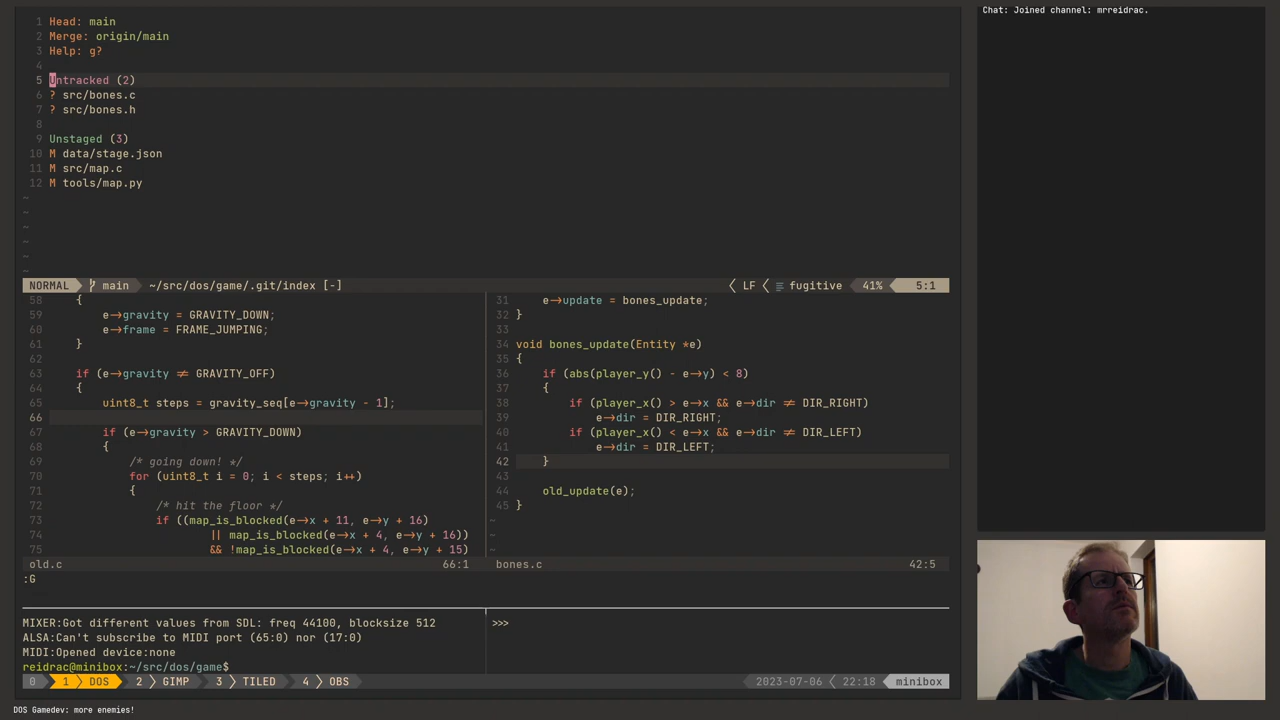 Chat: Joined channel: mrreidrac.
1 Head: main
2 Merge: origin/main
3 Help: g?
4
5 Untracked (2)
6 ? src/bones.c
7 ? src/bones.h
8
9 Unstaged (3)
10 M data/stage.json
11 M src/map.c
12 M tools/map.py
~
~
~
~
~
~
NORMAL main ~/src/dos/game/.git/index [-] LF fugitive 41% 5:1
58 {
59 e->gravity = GRAVITY_DOWN;
60 e->frame = FRAME_JUMPING;
61 }
62
63 if (e->gravity != GRAVITY_OFF)
64 {
65 uint8_t steps = gravity_seq[e->gravity - 1];
66
67 if (e->gravity > GRAVITY_DOWN)
68 {
69 /* going down! */
70 for (uint8_t i = 0; i < steps; i++)
71 {
72 /* hit the floor */
73 if ((map_is_blocked(e->x + 11, e->y + 16)
74 || map_is_blocked(e->x + 4, e->y + 16))
75 && !map_is_blocked(e->x + 4, e->y + 15)
old.c 66:1
31 e->update = bones_update;
32 }
33
34 void bones_update(Entity *e)
35 {
36 if (abs(player_y() - e->y) < 8)
37 {
38 if (player_x() > e->x && e->dir != DIR_RIGHT)
39 e->dir = DIR_RIGHT;
40 if (player_x() < e->x && e->dir != DIR_LEFT)
41 e->dir = DIR_LEFT;
42 }
43
44 old_update(e);
45 }
~
~
~
bones.c 42:5
:G
MIXER:Got different values from SDL: freq 44100, blocksize 512
ALSA:Can't subscribe to MIDI port (65:0) nor (17:0)
MIDI:Opened device:none
reidrac@minibox:~/src/dos/game$
>>>
0 1 DOS 2 GIMP 3 TILED 4 OBS 2023-07-06 22:18 minibox
DOS Gamedev: more enemies!